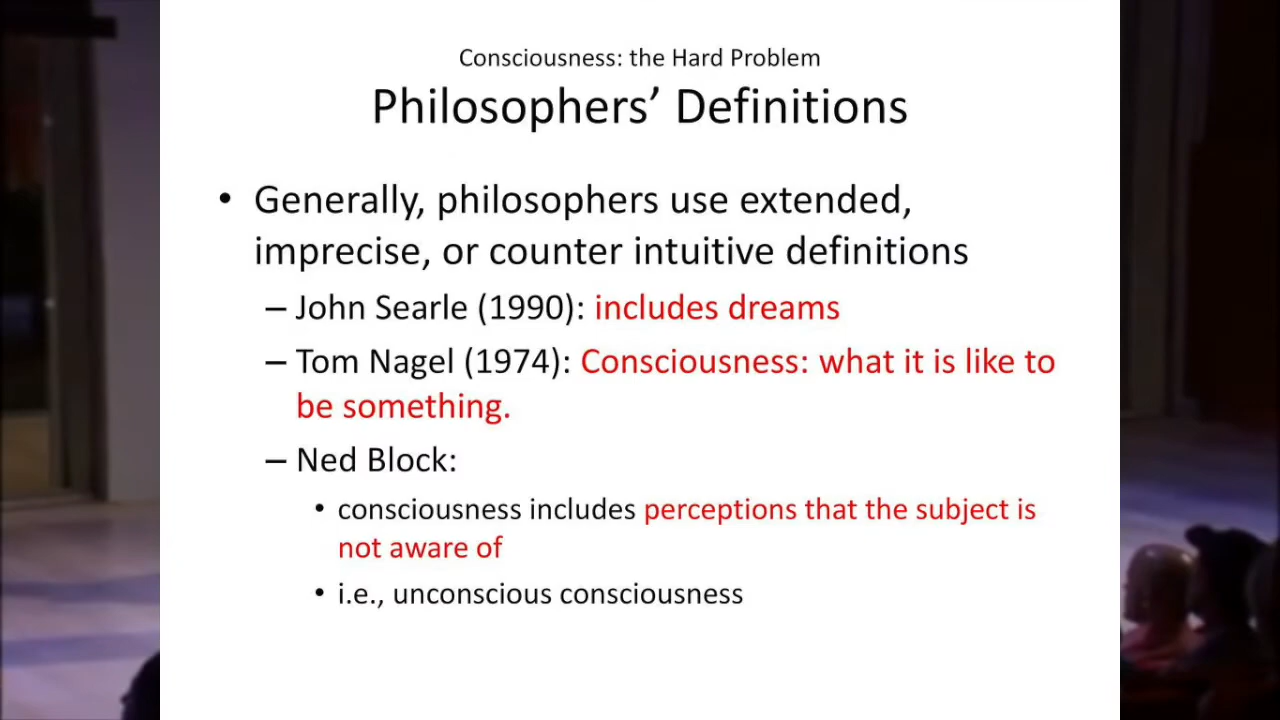 Consciousness: the Hard Problem
Philosophers’ Definitions
• Generally, philosophers use extended,
imprecise, or counter intuitive definitions
– John Searle (1990): includes dreams
– Tom Nagel (1974): Consciousness: what it is like to
be something.
– Ned Block:
• consciousness includes perceptions that the subject is
not aware of
• i.e., unconscious consciousness